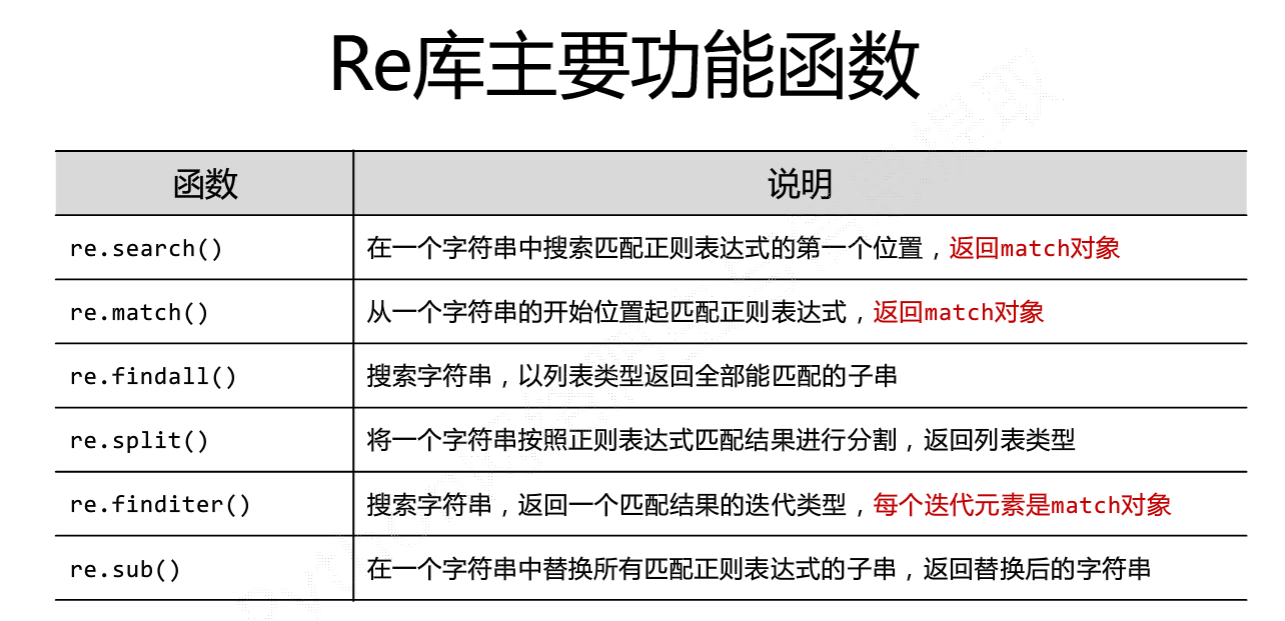 Re库主要功能函数
函数 说明
re.search() 在一个字符串中搜索匹配正则表达式的第一个位置，返回match对象
re.match() 从一个字符串的开始位置起匹配正则表达式，返回match对象
re.findall() 搜索字符串，以列表类型返回全部能匹配的子串
re.split() 将一个字符串按照正则表达式匹配结果进行分割，返回列表类型
re.finditer() 搜索字符串，返回一个匹配结果的迭代类型，每个迭代元素是match对象
re.sub() 在一个字符串中替换所有匹配正则表达式的子串，返回替换后的字符串